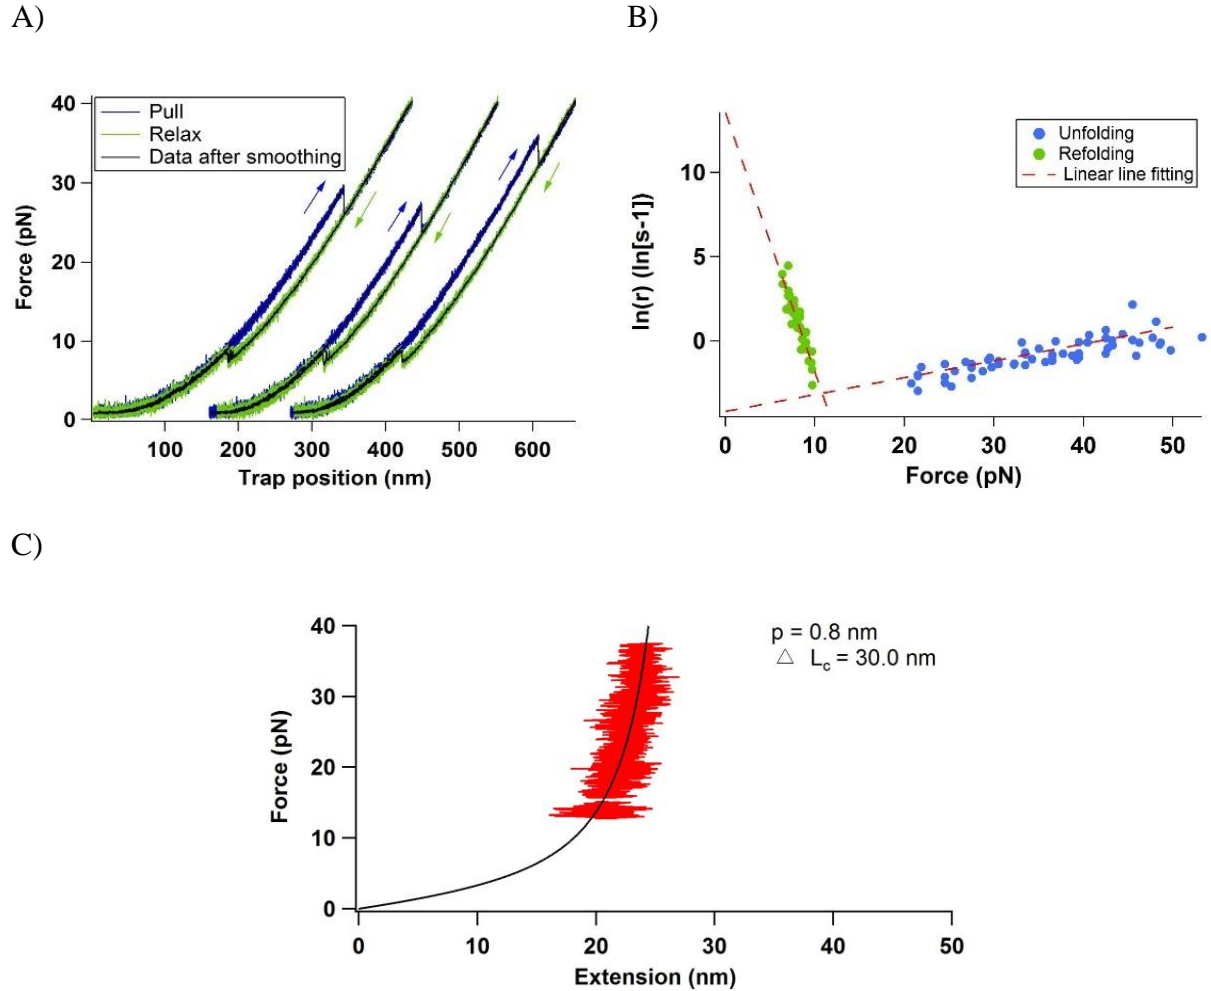 A)
B)
Pull
Relax
Data after smoothing
40
30
20
10
0
Force (pN)
100
200
300
400
500
600
Trap position (nm)
Unfolding
Refolding
Linear line fitting
10
5
0
ln(r) (ln[s-1])
0
10
20
30
40
50
Force (pN)
C)
p = 0.8 nm
△ Lc = 30.0 nm
40
30
20
10
0
Force (pN)
0
10
20
30
40
50
Extension (nm)